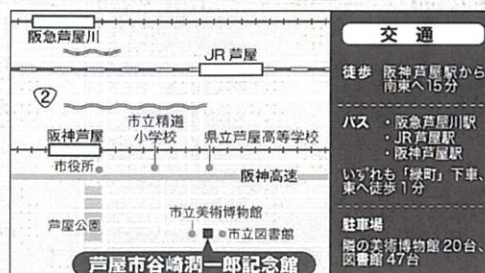 阪急芦屋川
JR 芦屋
2
市立精道
小学校
阪神芦屋
県立芦屋高等学校
市役所
阪神高速
芦屋公園
市立美術博物館
市立図書館
芦屋市谷崎潤一郎記念館
交 通
徒歩 阪神芦屋駅から
南東へ15分
バス ・阪急芦屋川駅
・JR芦屋駅
・阪神芦屋駅
いずれも「緑町」下車、
東へ徒歩1分
駐車場
隣の美術博物館20台、
図書館47台